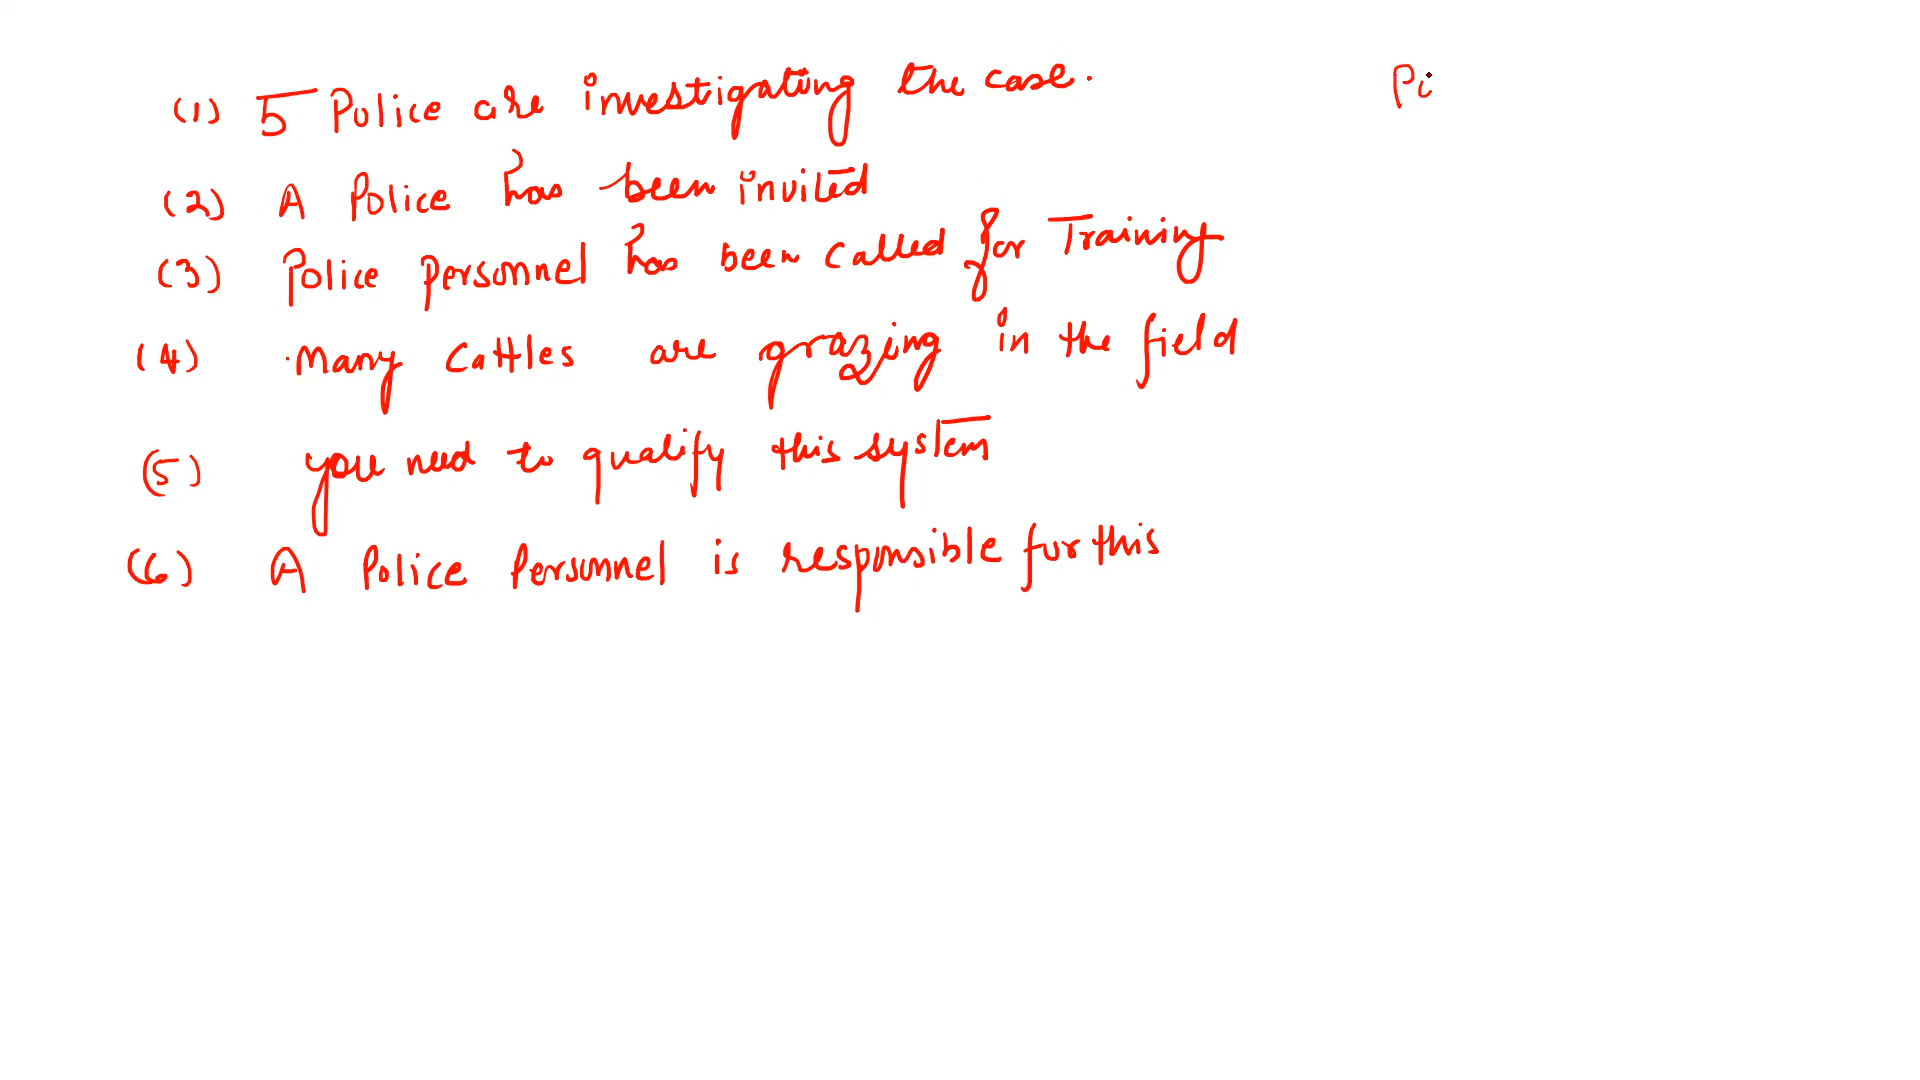 (1) 5 Police are investigating the case.
Pi
(2) A Police has been invited
(3) Police Personnel has been called for Training
(4) Many Cattles are grazing in the field
(5) you need to qualify this system
(6) A Police Personnel is responsible for this